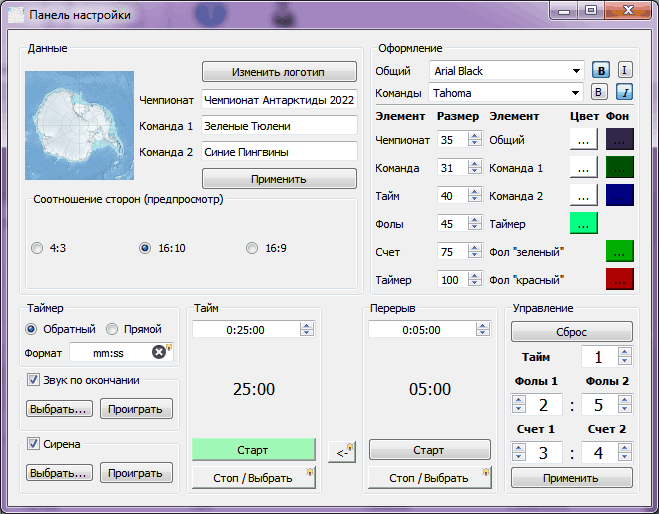 Панель настройки
Данные
Изменить логотип
Чемпионат Чемпионат Антарктиды 2022
Команда 1 Зеленые Тюлени
Команда 2 Синие Пингвины
Применить
Соотношение сторон (предпросмотр)
4:3 16:10 16:9
Оформление
Общий Arial Black B I
Команды Tahoma B I
Элемент Размер Элемент Цвет Фон
Чемпионат 35 Общий ... ...
Команда 31 Команда 1 ... ...
Тайм 40 Команда 2 ... ...
Фолы 45 Таймер ...
Счет 75 Фол "зеленый" ...
Таймер 100 Фол "красный" ...
Таймер
Обратный Прямой
Формат mm:ss
Звук по окончании
Выбрать... Проиграть
Сирена
Выбрать... Проиграть
Тайм
0:25:00
25:00
Старт
Стоп / Выбрать
<-
Перерыв
0:05:00
05:00
Старт
Стоп / Выбрать
Управление
Сброс
Тайм 1
Фолы 1 Фолы 2
2 : 5
Счет 1 Счет 2
3 : 4
Применить